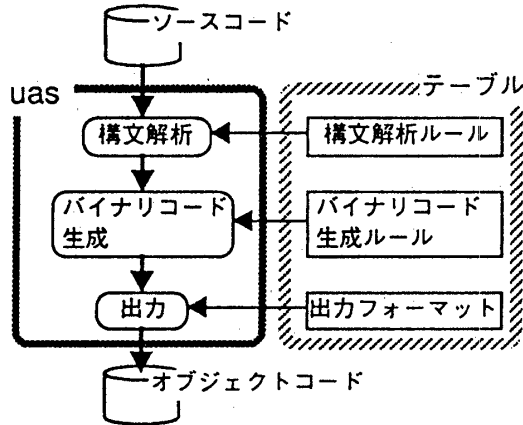 ソースコード
uas
テーブル
構文解析
構文解析ルール
バイナリコード
生成
バイナリコード
生成ルール
出力
出力フォーマット
オブジェクトコード